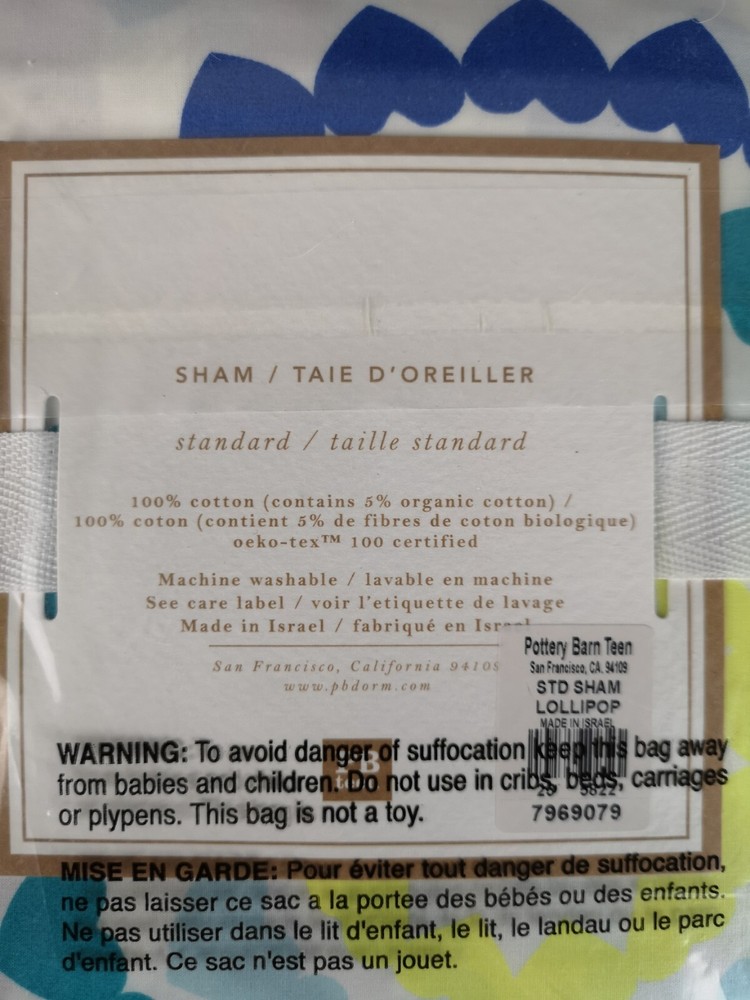 SHAM / TAIE D'OREILLER
standard / taille standard
100% cotton (contains 5% organic cotton) /
100% coton (contient 5% de fibres de coton biologique)
oeko-tex™ 100 certified
Machine washable / lavable en machine
See care label / voir l'etiquette de lavage
Made in Israel / fabriqué en Israel
San Francisco, California 94109
www.pbdorm.com
Pottery Barn Teen
San Francisco, CA. 94109
STD SHAM
LOLLIPOP
MADE IN ISRAEL
7969079
WARNING: To avoid danger of suffocation keep this bag away
from babies and children. Do not use in cribs, beds, carriages
or plypens. This bag is not a toy.
MISE EN GARDE: Pour éviter tout danger de suffocation,
ne pas laisser ce sac a la portee des bébés ou des enfants.
Ne pas utiliser dans le lit d'enfant, le lit, le landau ou le parc
d'enfant. Ce sac n'est pas un jouet.